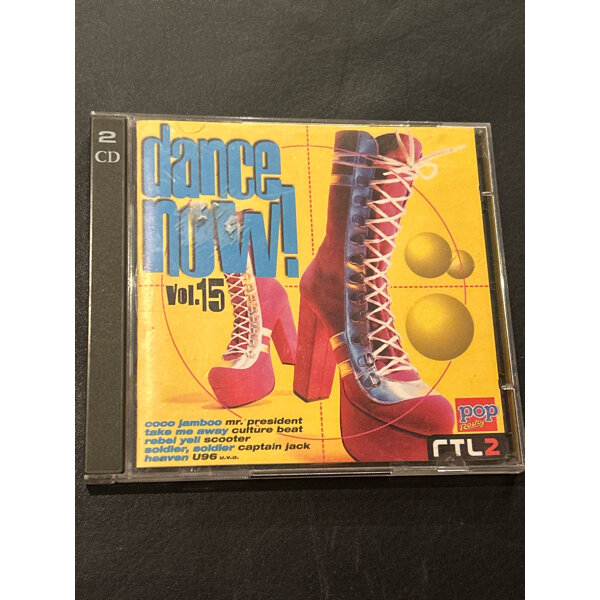 2
CD
dance
now!
Vol.15
coco jamboo mr. president
take me away culture beat
rebel yell scooter
soldier, soldier captain jack
heaven U96 u.v.a.
pop
Rocky
RTL2